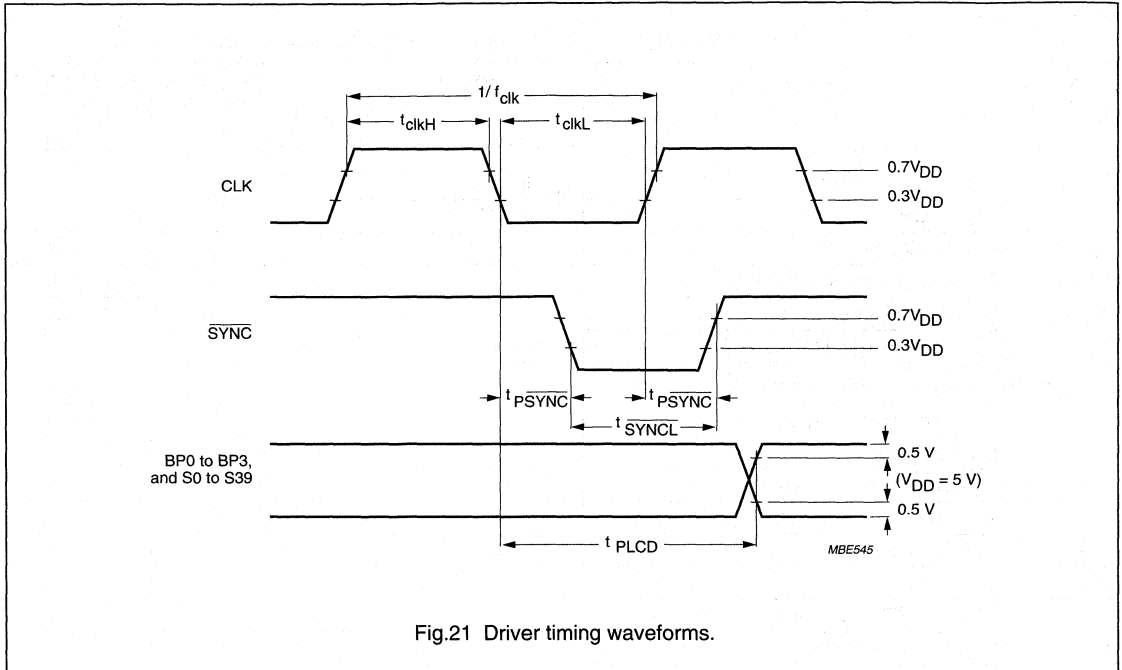 1/ fclk
tclkH
tclkL
CLK
0.7VDD
0.3VDD
SYNC
0.7VDD
0.3VDD
t PSYNC
t PSYNC
t SYNCL
BP0 to BP3,
and S0 to S39
0.5 V
(VDD = 5 V)
0.5 V
t PLCD
MBE545
Fig.21 Driver timing waveforms.